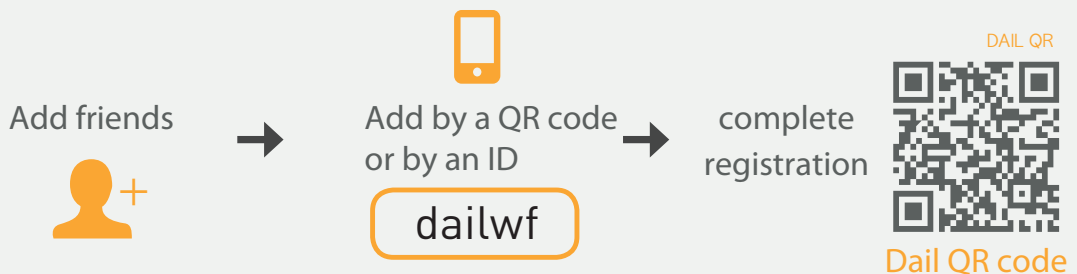 Add friends
Add by a QR code
or by an ID
dailwf
complete
registration
DAIL QR
Dail QR code